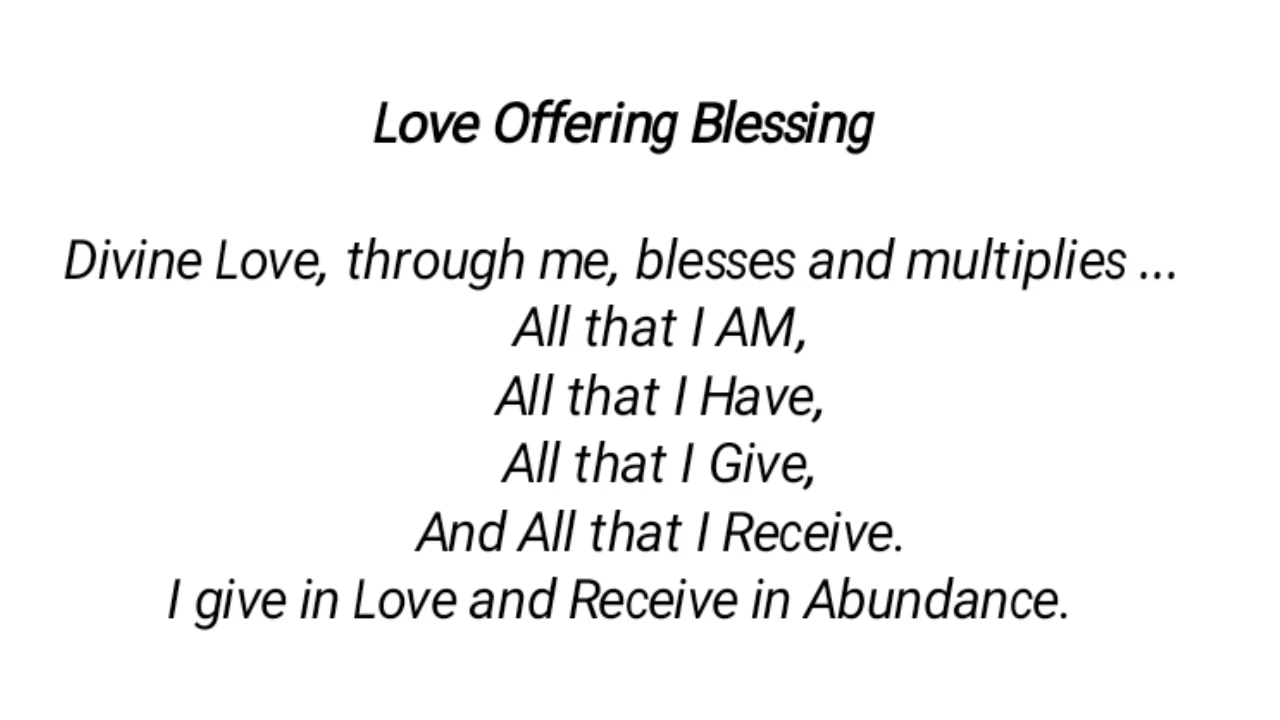 Love Offering Blessing
Divine Love, through me, blesses and multiplies ...
All that I AM,
All that I Have,
All that I Give,
And All that I Receive.
I give in Love and Receive in Abundance.